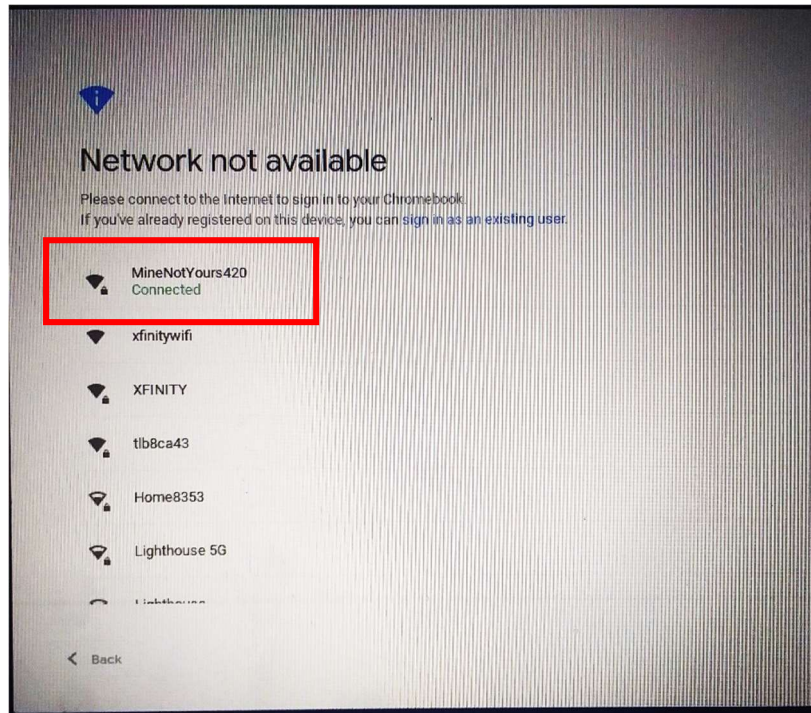 Network not available
Please connect to the Internet to sign in to your Chromebook.
If you've already registered on this device, you can sign in as an existing user.
MineNotYours420
Connected
xfinitywifi
XFINITY
tlb8ca43
Home8353
Lighthouse 5G
Back